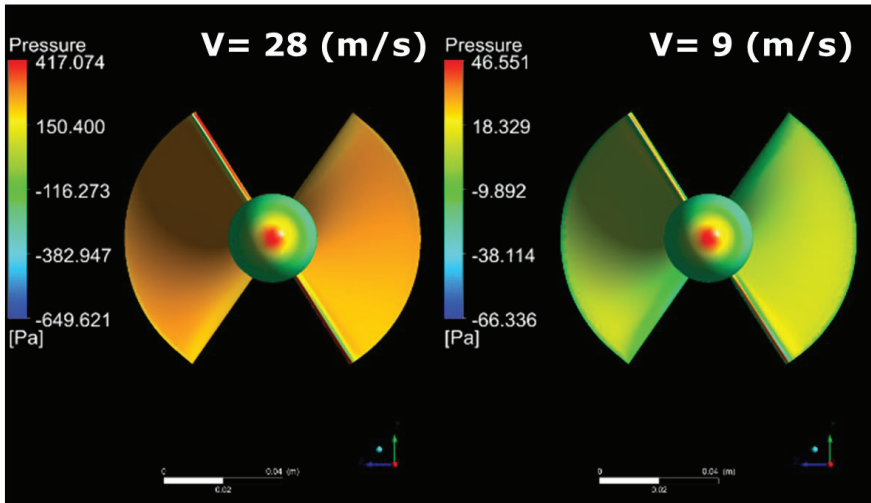 V= 28 (m/s)
Pressure
417.074
150.400
-116.273
-382.947
-649.621
[Pa]
0
0.04
(m)
0.02
V= 9 (m/s)
Pressure
46.551
18.329
-9.892
-38.114
-66.336
[Pa]
0
0.04
(m)
0.02